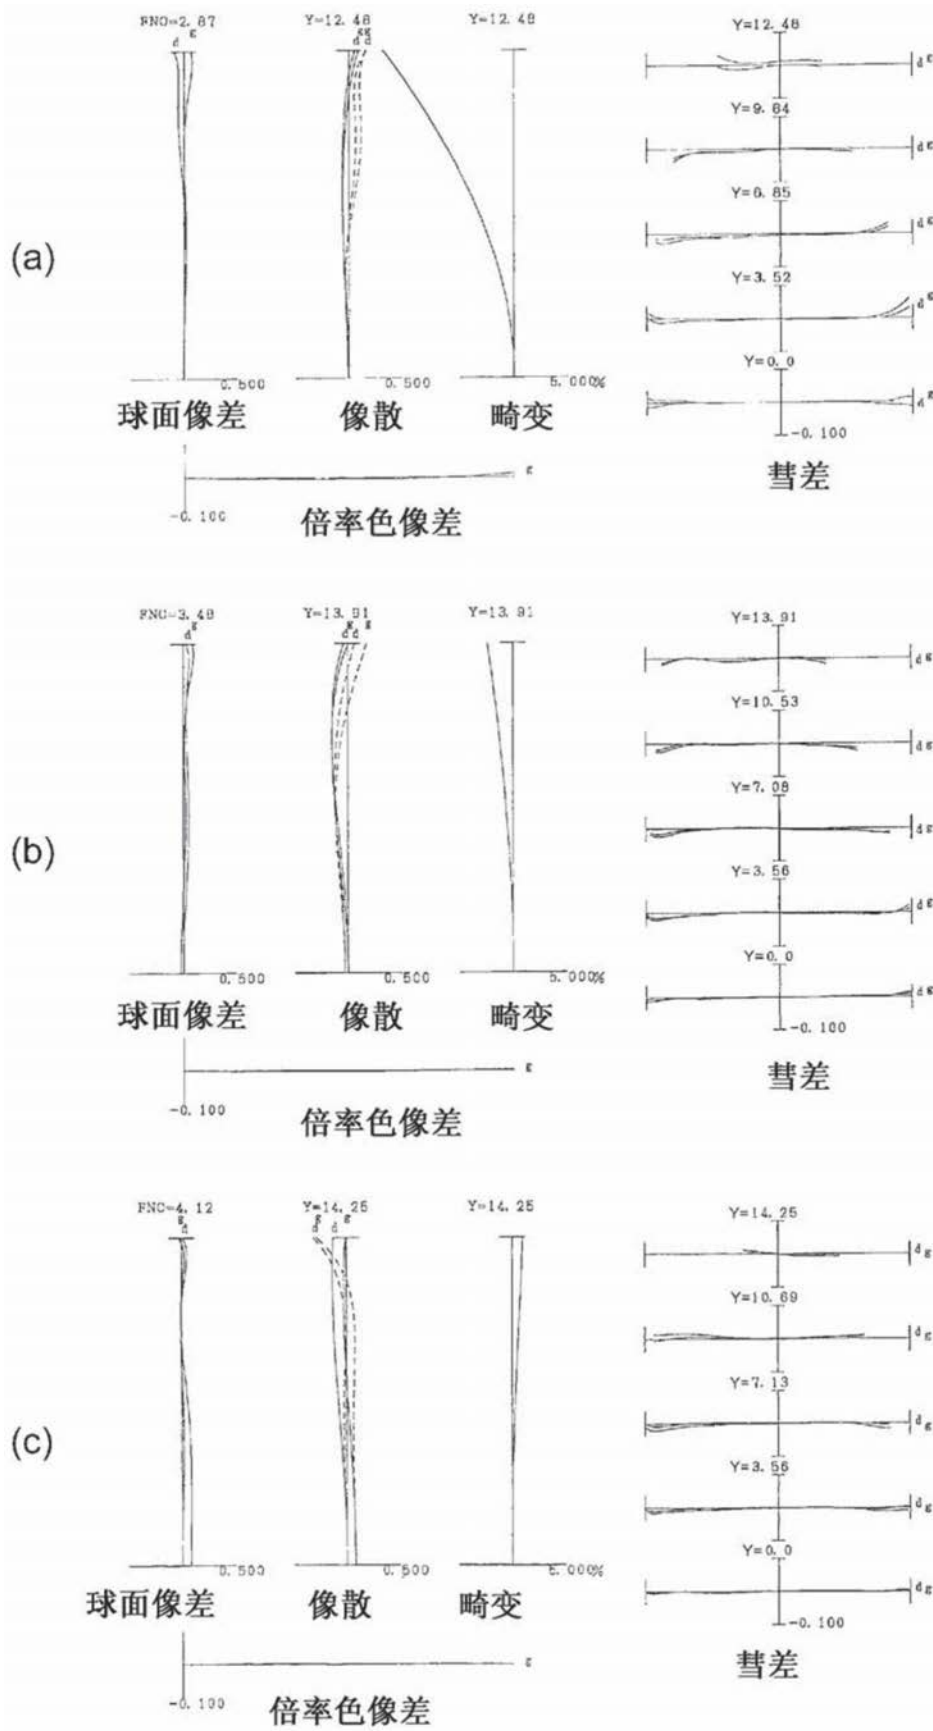 (a)
FNO=2.87
d g
0.500
球面像差
Y=12.48
g g
d d
0.500
像散
Y=12.48
5.000%
畸变
Y=12.48
d g
Y=9.84
d g
Y=6.85
d g
Y=3.52
d g
Y=0.0
d g
-0.100
彗差
g
-0.100
倍率色像差
(b)
FNO=3.48
d g
0.500
球面像差
Y=13.91
g g
d d
0.500
像散
Y=13.91
5.000%
畸变
Y=13.91
d g
Y=10.53
d g
Y=7.08
d g
Y=3.56
d g
Y=0.0
d g
-0.100
彗差
g
-0.100
倍率色像差
(c)
FNO=4.12
g
d
0.500
球面像差
Y=14.25
g g
d d
0.500
像散
Y=14.25
5.000%
畸变
Y=14.25
d g
Y=10.69
d g
Y=7.13
d g
Y=3.56
d g
Y=0.0
-0.100
彗差
g
-0.100
倍率色像差